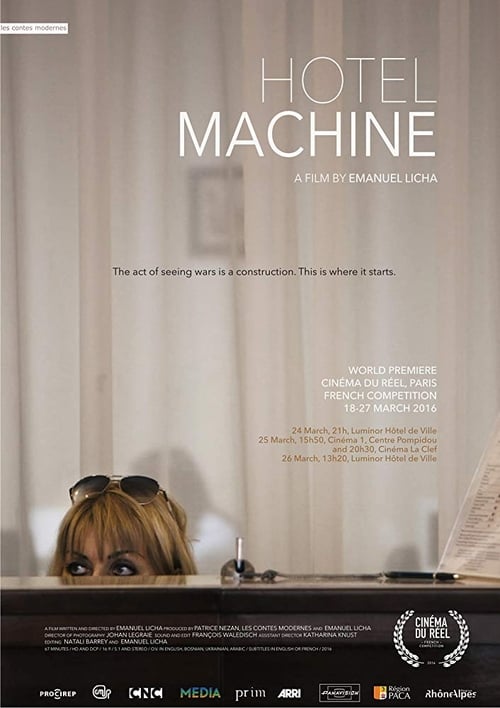 les contes modernes
HOTEL
MACHINE
A FILM BY EMANUEL LICHA
The act of seeing wars is a construction. This is where it starts.
WORLD PREMIERE
CINÉMA DU RÉEL, PARIS
FRENCH COMPETITION
18-27 MARCH 2016
24 March, 21h, Luminor Hôtel de Ville
25 March, 15h50, Cinéma 1, Centre Pompidou
and 20h30, Cinéma La Clef
26 March, 13h20, Luminor Hôtel de Ville
A FILM WRITTEN AND DIRECTED BY EMANUEL LICHA PRODUCED BY PATRICE NEZAN, LES CONTES MODERNES AND EMANUEL LICHA
DIRECTOR OF PHOTOGRAPHY JOHAN LEGRAIE SOUND AND EDIT FRANÇOIS WALEDISCH ASSISTANT DIRECTOR KATHARINA KNUST
EDITING NATALI BARREY AND EMANUEL LICHA
67 MINUTES / HD AND DCP / 16:9 / 5.1 AND STEREO / OV IN ENGLISH, BOSNIAN, UKRAINIAN, ARABIC / SUBTITLES IN ENGLISH OR FRENCH / 2016
CINÉMA
DU RÉEL
FRENCH
COMPETITION
2016
PROCIREP
CNC
MEDIA
prim
ARRI
PANAVISION
Région
PACA
RhôneAlpes